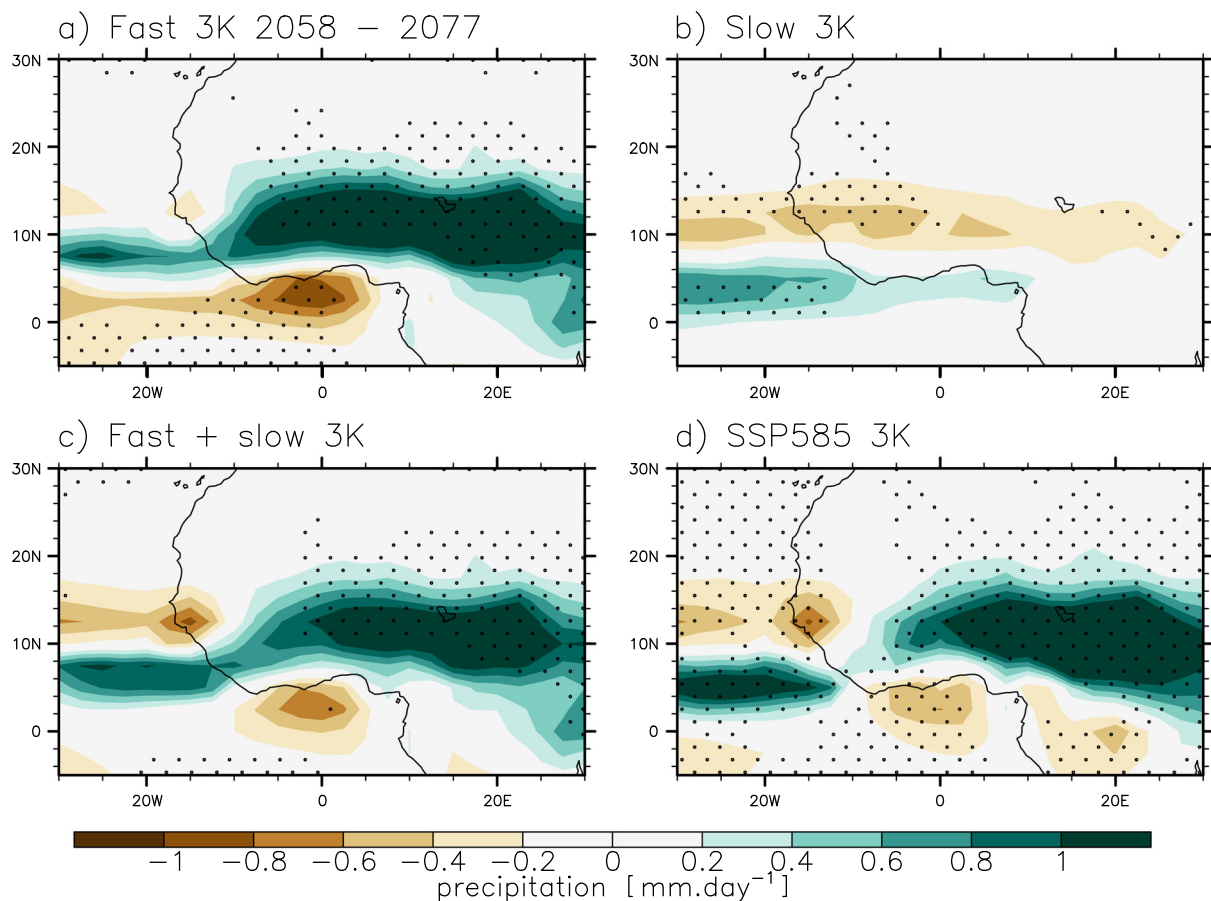 a) Fast 3K 2058 – 2077
b) Slow 3K
30N
20N
10N
0
20W
0
20E
30N
20N
10N
0
20W
0
20E
c) Fast + slow 3K
d) SSP585 3K
30N
20N
10N
0
20W
0
20E
30N
20N
10N
0
20W
0
20E
−1 −0.8 −0.6 −0.4 −0.2 0 0.2 0.4 0.6 0.8 1
precipitation [mm.day⁻¹]